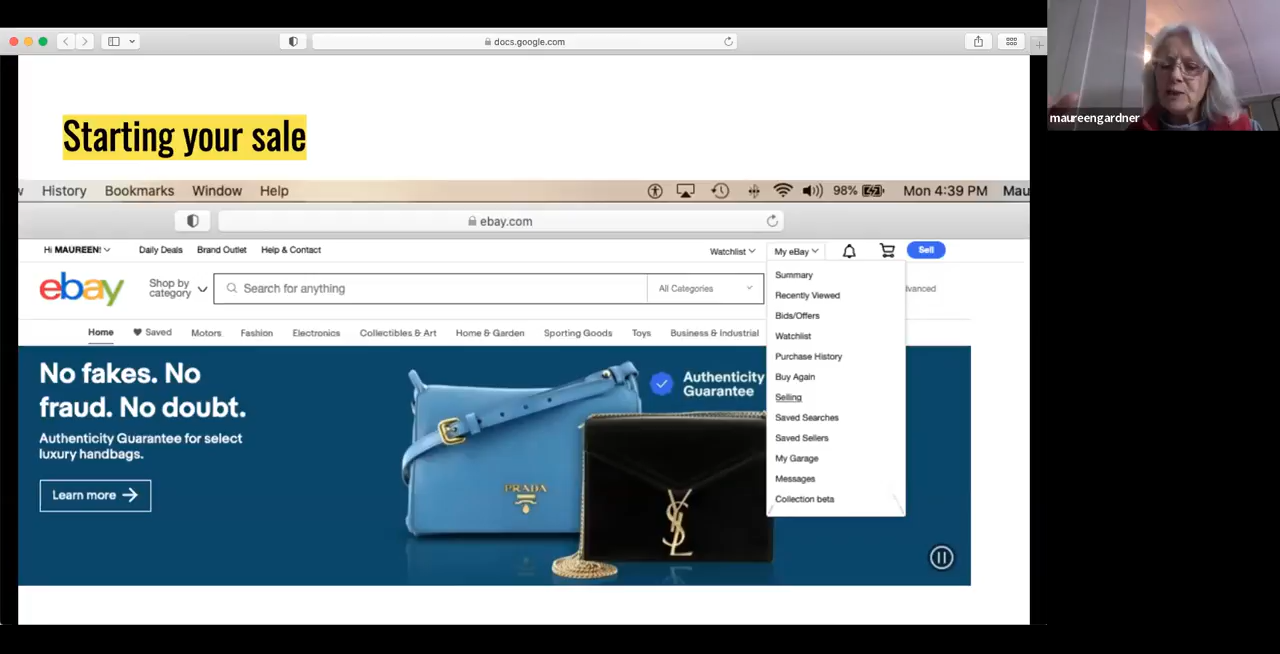 docs.google.com
maureengardner
Starting your sale
History Bookmarks Window Help 98% Mon 4:39 PM Mau
ebay.com
Hi MAUREEN! Daily Deals Brand Outlet Help & Contact Watchlist My eBay Sell
ebay Shop by category Search for anything All Categories
Home Saved Motors Fashion Electronics Collectibles & Art Home & Garden Sporting Goods Toys Business & Industrial
Summary
Recently Viewed
Bids/Offers
Watchlist
Purchase History
Buy Again
Selling
Saved Searches
Saved Sellers
My Garage
Messages
Collection beta
No fakes. No
fraud. No doubt.
Authenticity Guarantee for select
luxury handbags.
Learn more
Authenticity
Guarantee
PRADA
YSL